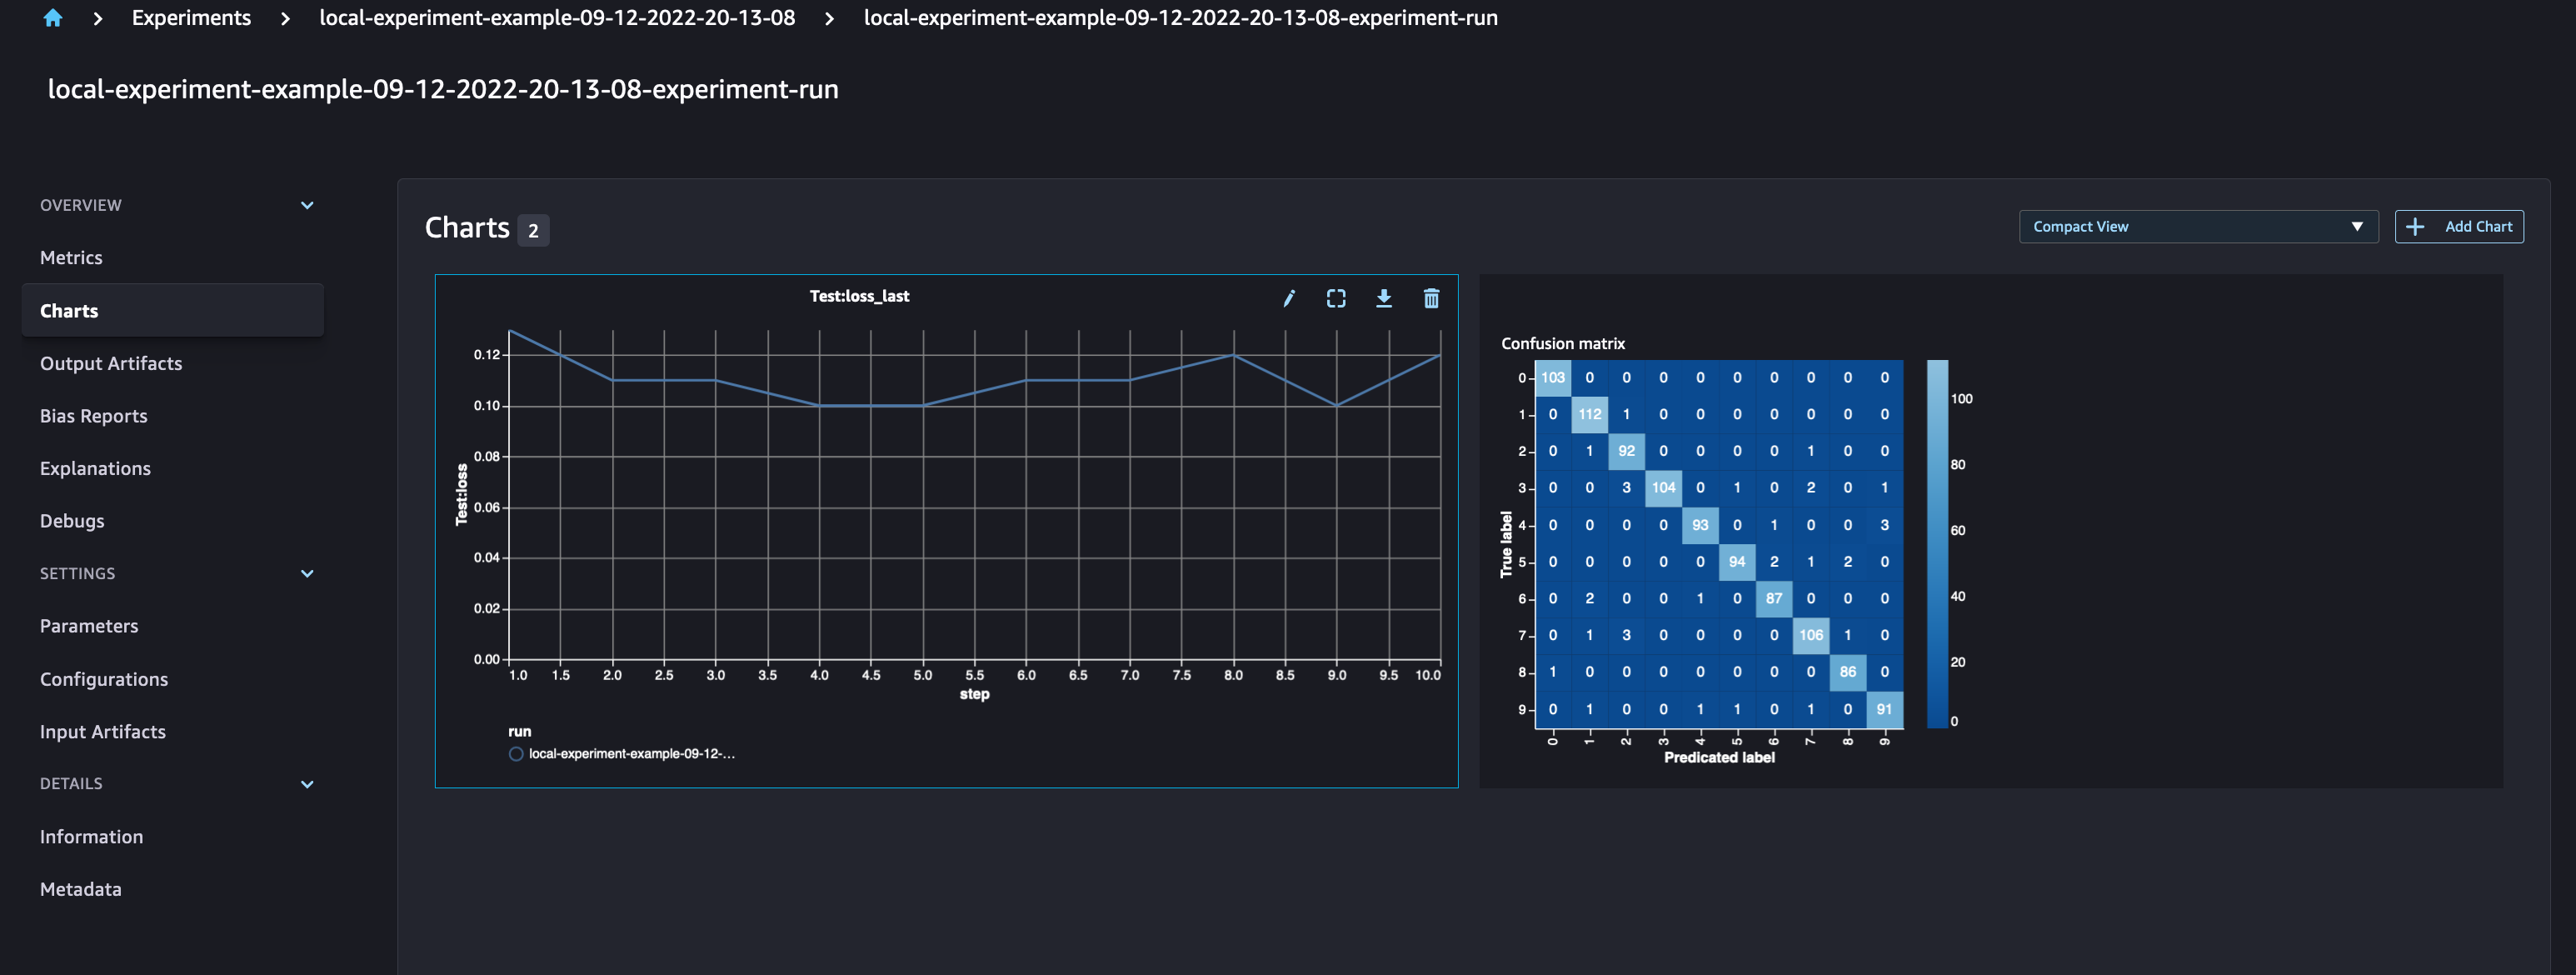 Experiments
local-experiment-example-09-12-2022-20-13-08
local-experiment-example-09-12-2022-20-13-08-experiment-run
local-experiment-example-09-12-2022-20-13-08-experiment-run
OVERVIEW
Metrics
Charts
Output Artifacts
Bias Reports
Explanations
Debugs
SETTINGS
Parameters
Configurations
Input Artifacts
DETAILS
Information
Metadata
Charts 2
Compact View
Add Chart
Test:loss_last
Test:loss
0.12
0.10
0.08
0.06
0.04
0.02
0.00
1.0 1.5 2.0 2.5 3.0 3.5 4.0 4.5 5.0 5.5 6.0 6.5 7.0 7.5 8.0 8.5 9.0 9.5 10.0
step
run
local-experiment-example-09-12-...
Confusion matrix
True label
0 103 0 0 0 0 0 0 0 0 0
1 0 112 1 0 0 0 0 0 0 0
2 0 1 92 0 0 0 0 1 0 0
3 0 0 3 104 0 1 0 2 0 1
4 0 0 0 0 93 0 1 0 0 3
5 0 0 0 0 0 94 2 1 2 0
6 0 2 0 0 1 0 87 0 0 0
7 0 1 3 0 0 0 0 106 1 0
8 1 0 0 0 0 0 0 0 86 0
9 0 1 0 0 1 1 0 1 0 91
0 1 2 3 4 5 6 7 8 9
Predicated label
100
80
60
40
20
0